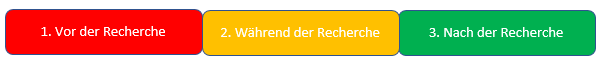 1. Vor der Recherche
2. Während der Recherche
3. Nach der Recherche